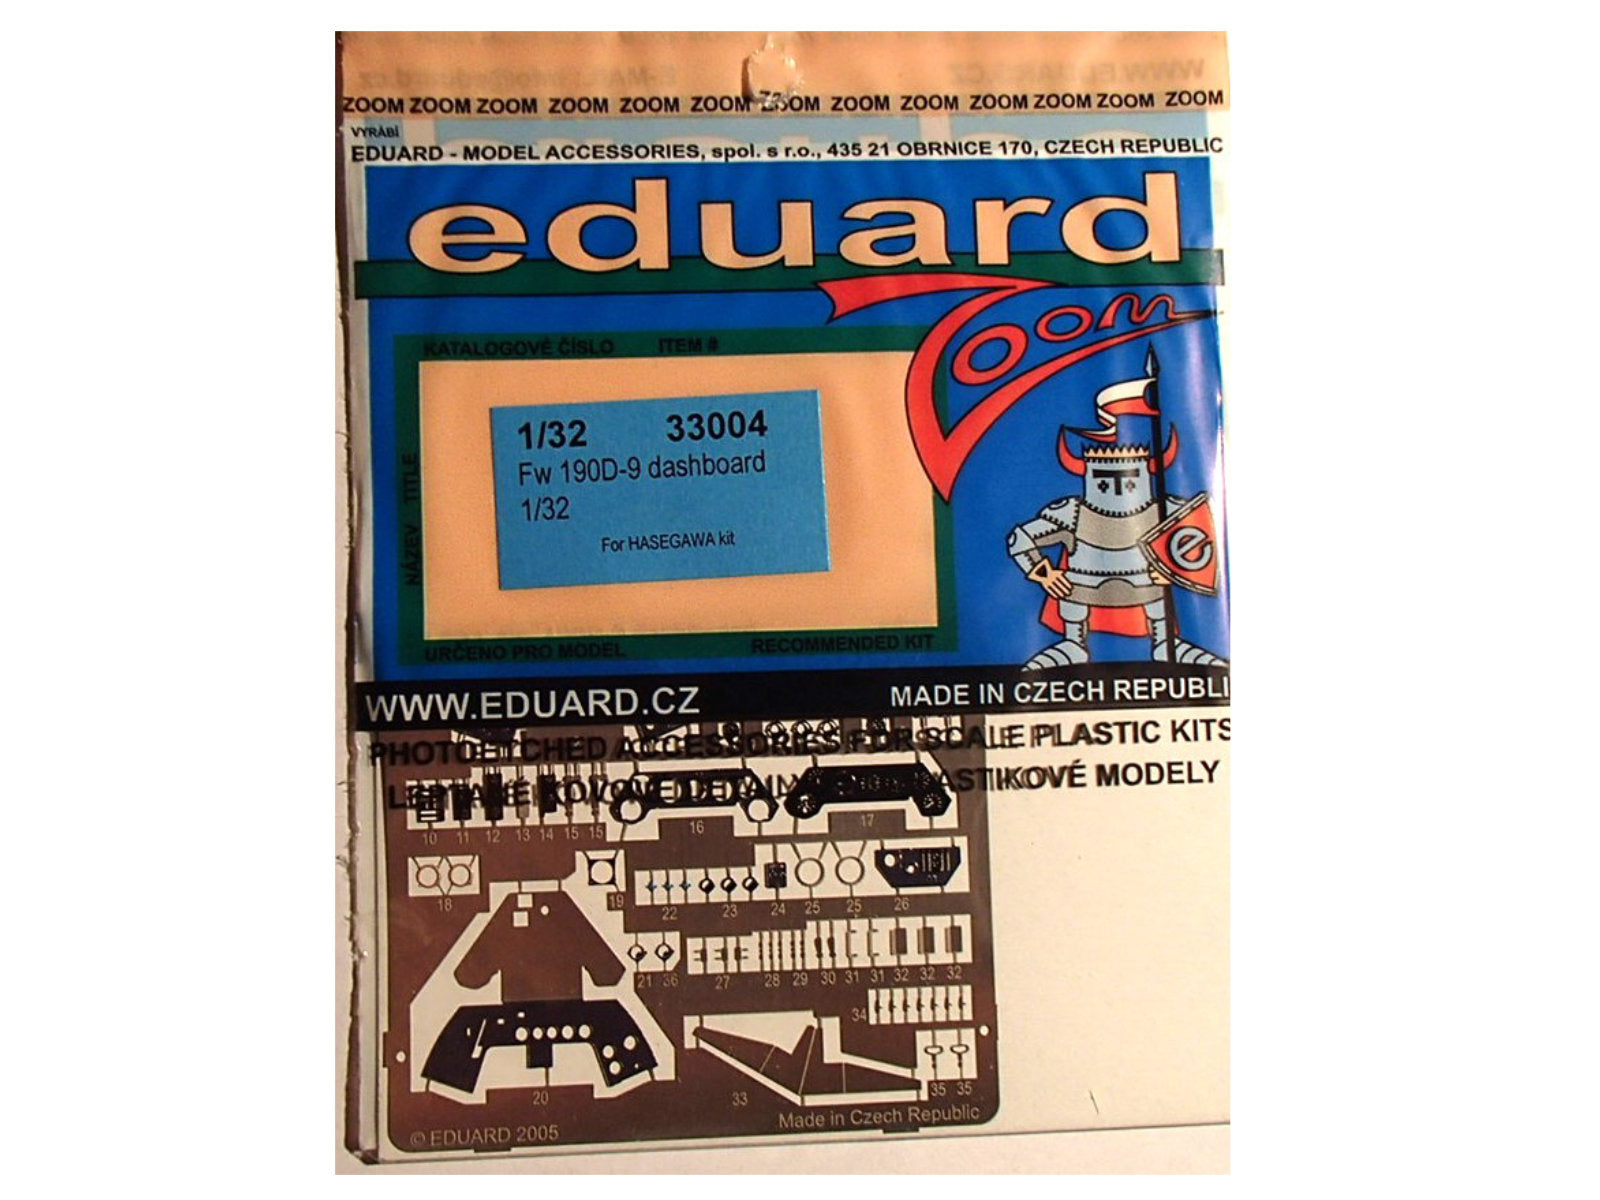 ZOOM ZOOM ZOOM ZOOM ZOOM ZOOM ZOOM ZOOM ZOOM ZOOM ZOOM ZOOM ZOOM
VYRÁBÍ
EDUARD - MODEL ACCESSORIES, spol. s r.o., 435 21 OBRNICE 170, CZECH REPUBLIC
eduard
Zoom
KATALOGOVÉ ČÍSLO ITEM #
1/32 33004
Fw 190D-9 dashboard
1/32
For HASEGAWA kit
NÁZEV TITLE
e
URČENO PRO MODEL RECOMMENDED KIT
WWW.EDUARD.CZ MADE IN CZECH REPUBLI
PHOTOETCHED ACCESSORIES FOR SCALE PLASTIC KITS
LEPTANÉ KOVOVÉ PLASTIKOVÉ MODELY
10 11 12 13 14 15 15 16 17
18 19 22 23 24 25 25 26
21 36 27 28 29 30 31 31 32 32 32
34
20 33 35 35
Made in Czech Republic
© EDUARD 2005